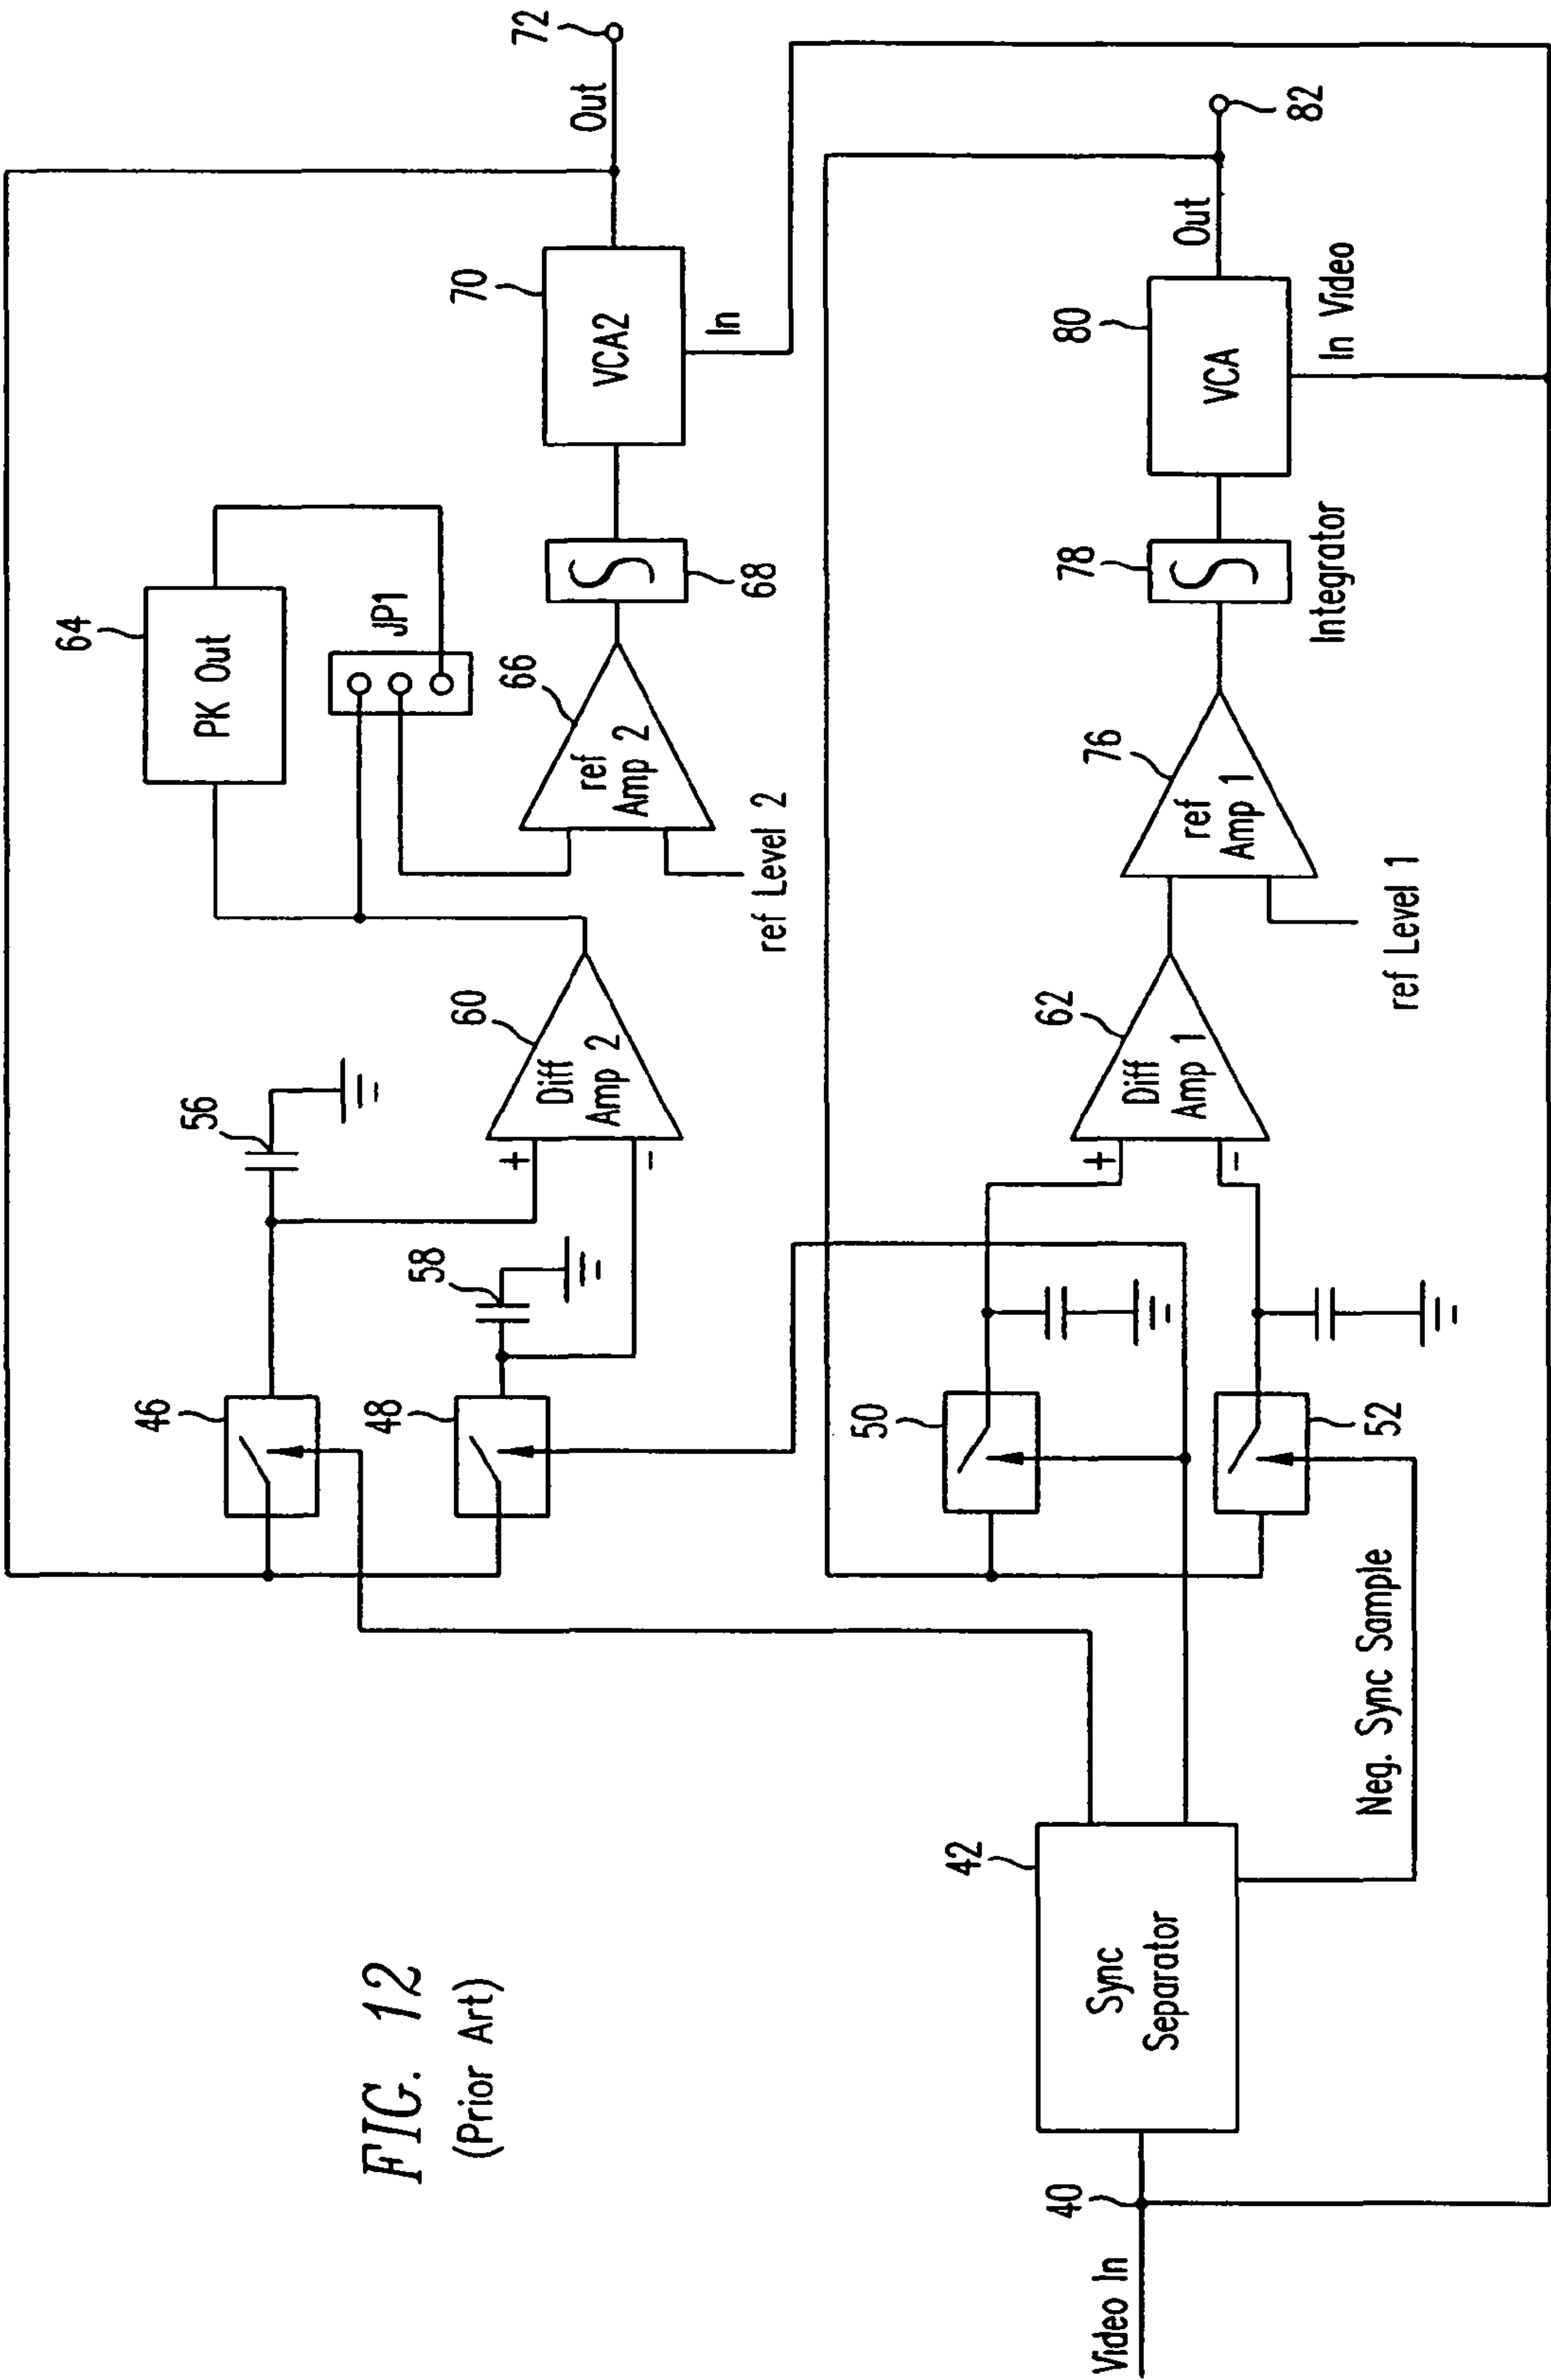 FIG. 12
(Prior Art)
Video In
40
42
Sync
Separator
Neg. Sync Sample
46
48
50
52
56
58
+
-
60
Diff
Amp 2
+
-
62
Diff
Amp 1
64
PK Out
JP1
66
ref
Amp 2
ref Level 2
68
70
VCA2
In
Out
72
76
ref
Amp 1
ref Level 1
78
Integrator
80
VCA
In Video
Out
82